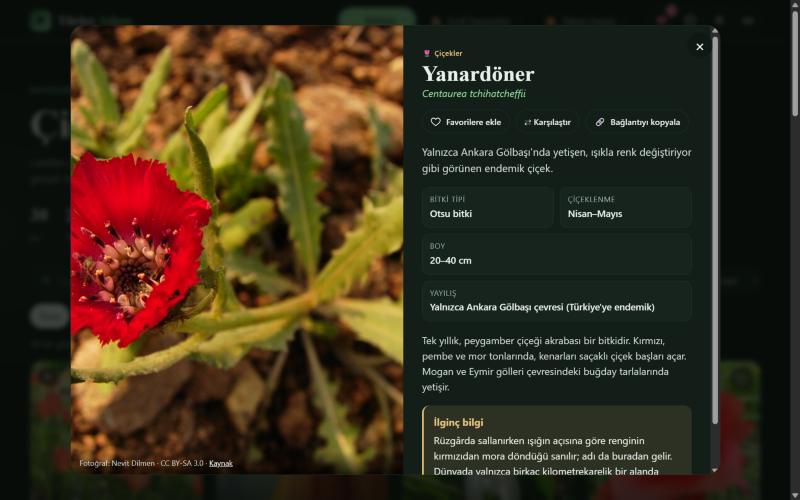 Çiçekler
Yanardöner
Centaurea tchihatcheffii
Favorilere ekle
Karşılaştır
Bağlantıyı kopyala
Yalnızca Ankara Gölbaşı'nda yetişen, ışıkla renk değiştiriyor
gibi görünen endemik çiçek.
BİTKİ TİPİ
Otsu bitki
ÇİÇEKLENME
Nisan–Mayıs
BOY
20–40 cm
YAYILIŞ
Yalnızca Ankara Gölbaşı çevresi (Türkiye'ye endemik)
Tek yıllık, peygamber çiçeği akrabası bir bitkidir. Kırmızı,
pembe ve mor tonlarında, kenarları saçaklı çiçek başları açar.
Mogan ve Eymir gölleri çevresindeki buğday tarlalarında
yetişir.
İlginç bilgi
Rüzgârda sallanırken ışığın açısına göre renginin
kırmızıdan mora döndüğü sanılır; adı da buradan gelir.
Dünyada yalnızca birkaç kilometrekarelik bir alanda
Fotoğraf: Nevit Dilmen · CC BY-SA 3.0 · Kaynak